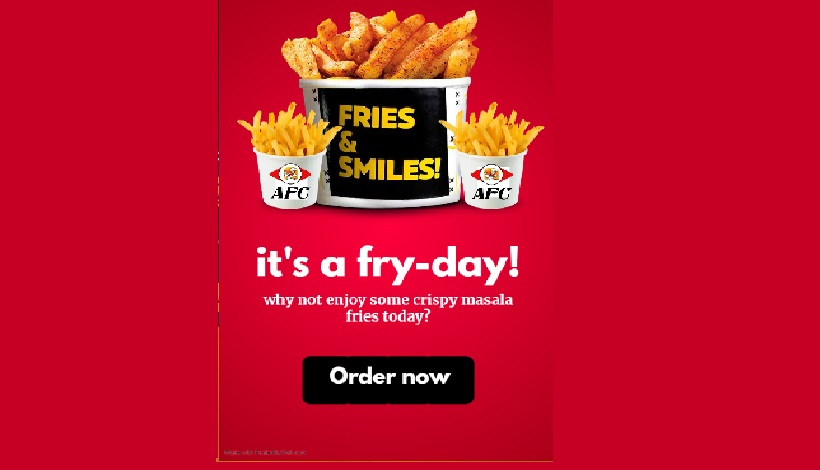 FRIES
&
SMILES!
AFC
AFC
it's a fry-day!
why not enjoy some crispy masala
fries today?
Order now